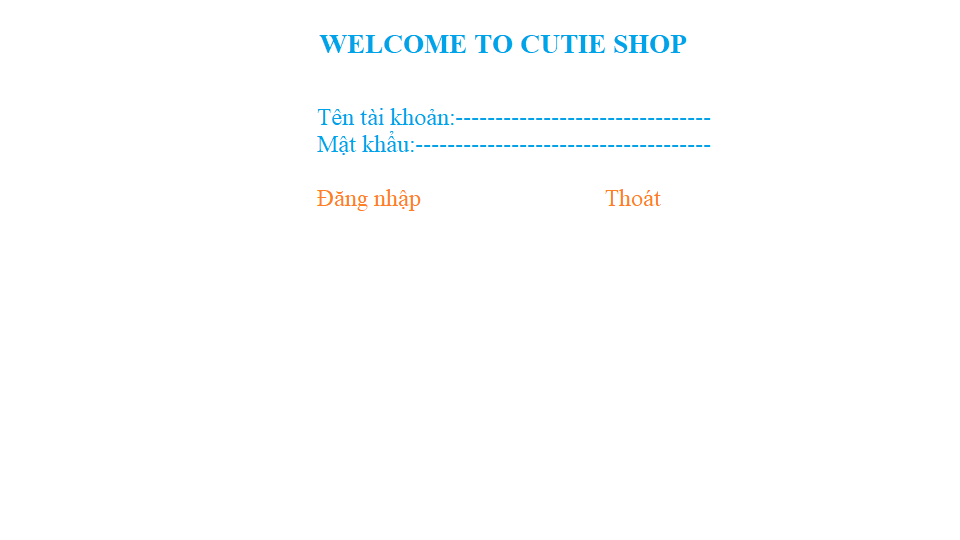 WELCOME TO CUTIE SHOP
Tên tài khoản:--------------------------------
Mật khẩu:-------------------------------------
Đăng nhập Thoát